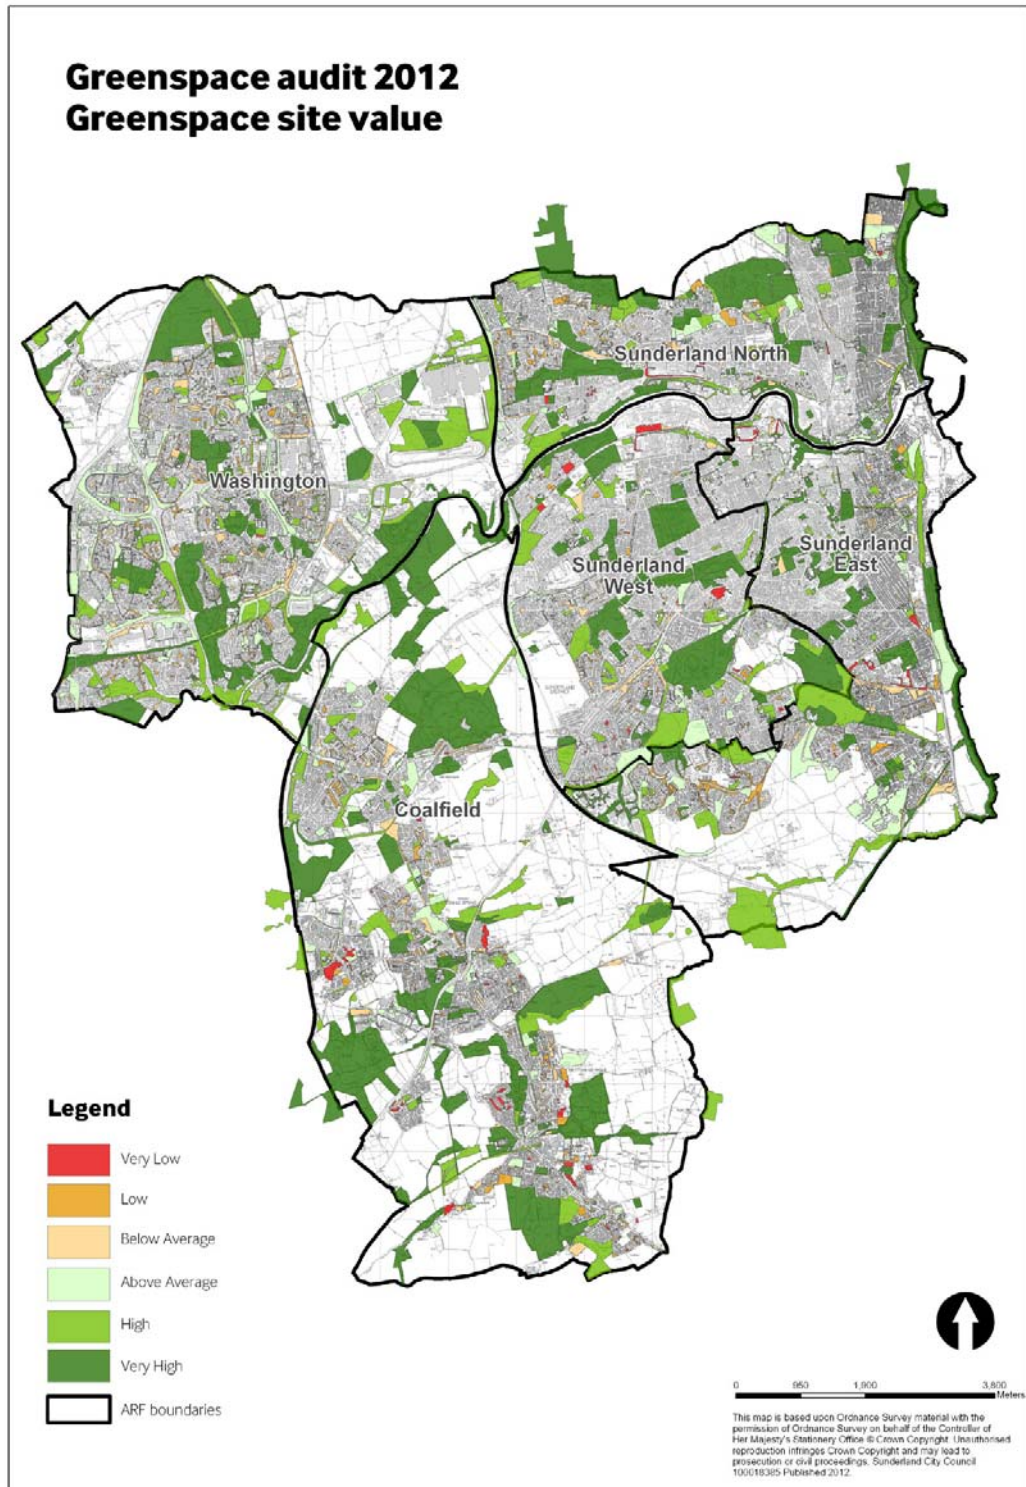 Greenspace audit 2012
Greenspace site value
Sunderland North
Washington
Sunderland
East
Sunderland
West
Coalfield
Legend
Very Low
Low
Below Average
Above Average
High
Very High
ARF boundaries
0 950 1,900 3,800
Meters
This map is based upon Ordnance Survey material with the
permission of Ordnance Survey on behalf of the Controller of
Her Majesty's Stationery Office © Crown Copyright. Unauthorised
reproduction infringes Crown Copyright and may lead to
prosecution or civil proceedings. Sunderland City Council
100018385 Published 2012.